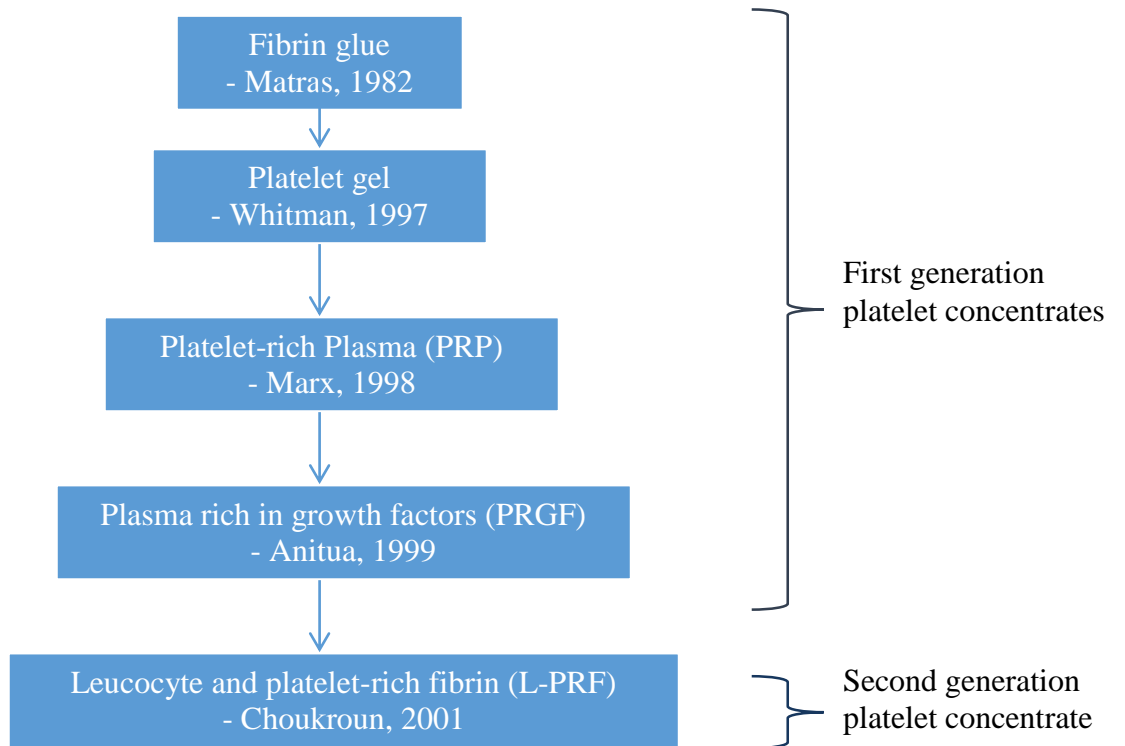 Fibrin glue
- Matras, 1982
Platelet gel
- Whitman, 1997
Platelet-rich Plasma (PRP)
- Marx, 1998
Plasma rich in growth factors (PRGF)
- Anitua, 1999
First generation
platelet concentrates
Leucocyte and platelet-rich fibrin (L-PRF)
- Choukroun, 2001
Second generation
platelet concentrate